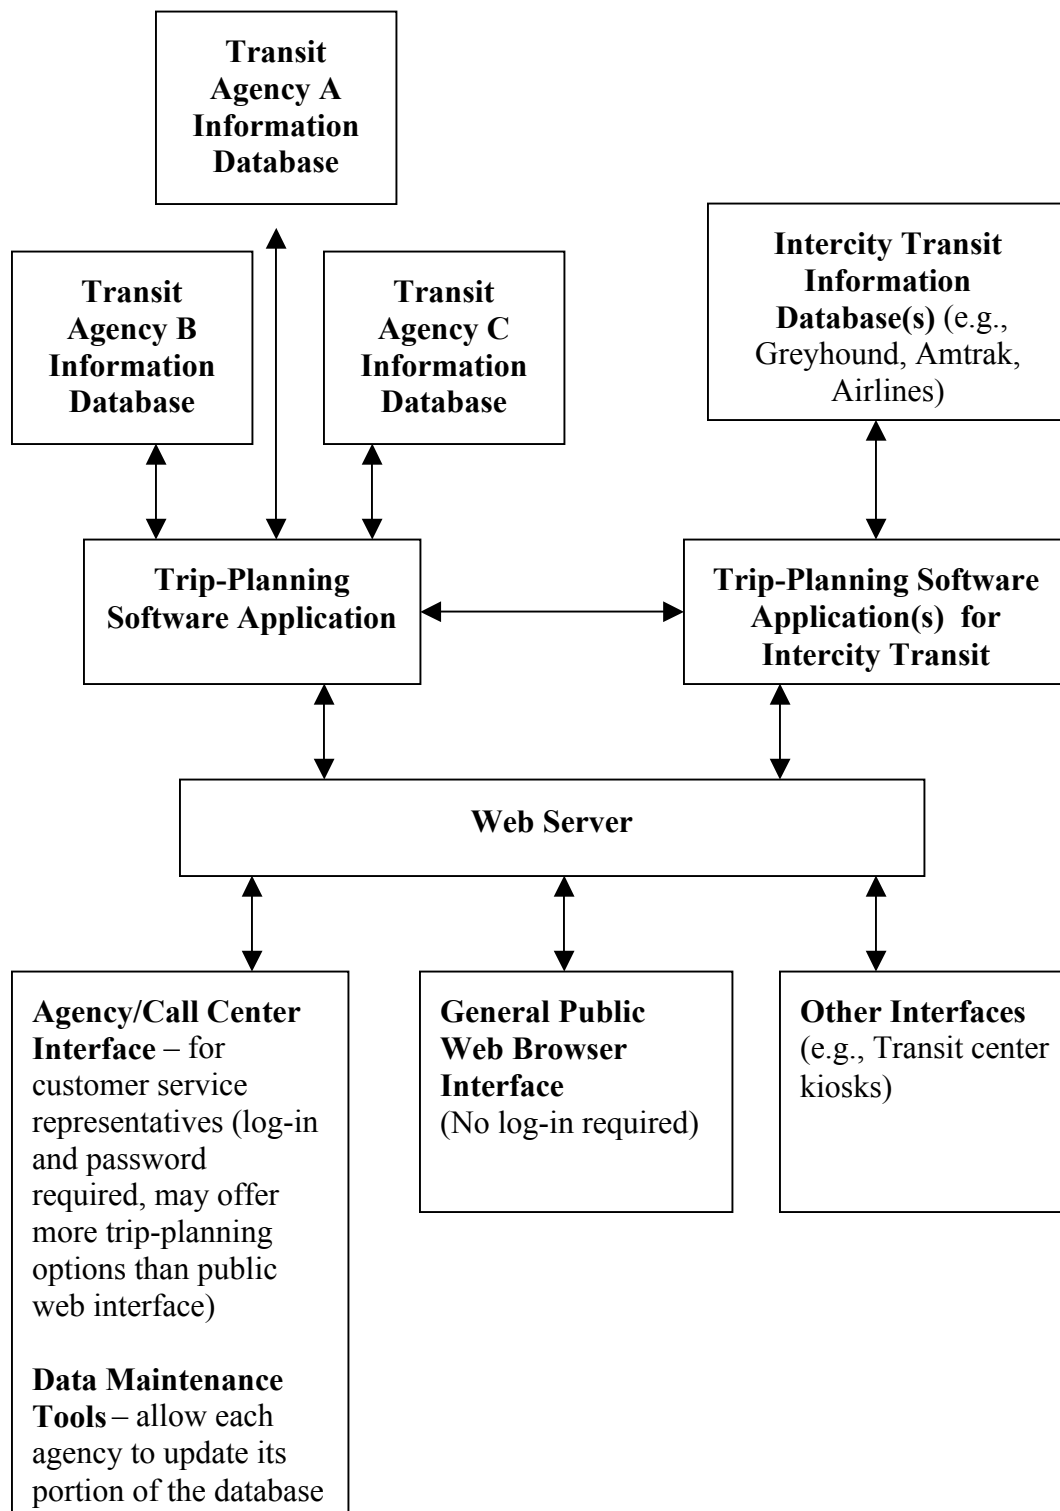 Transit
Agency A
Information
Database
Transit
Agency B
Information
Database
Transit
Agency C
Information
Database
Intercity Transit
Information
Database(s) (e.g.,
Greyhound, Amtrak,
Airlines)
Trip-Planning
Software Application
Trip-Planning Software
Application(s) for
Intercity Transit
Web Server
Agency/Call Center
Interface – for
customer service
representatives (log-in
and password
required, may offer
more trip-planning
options than public
web interface)
Data Maintenance
Tools – allow each
agency to update its
portion of the database
General Public
Web Browser
Interface
(No log-in required)
Other Interfaces
(e.g., Transit center
kiosks)